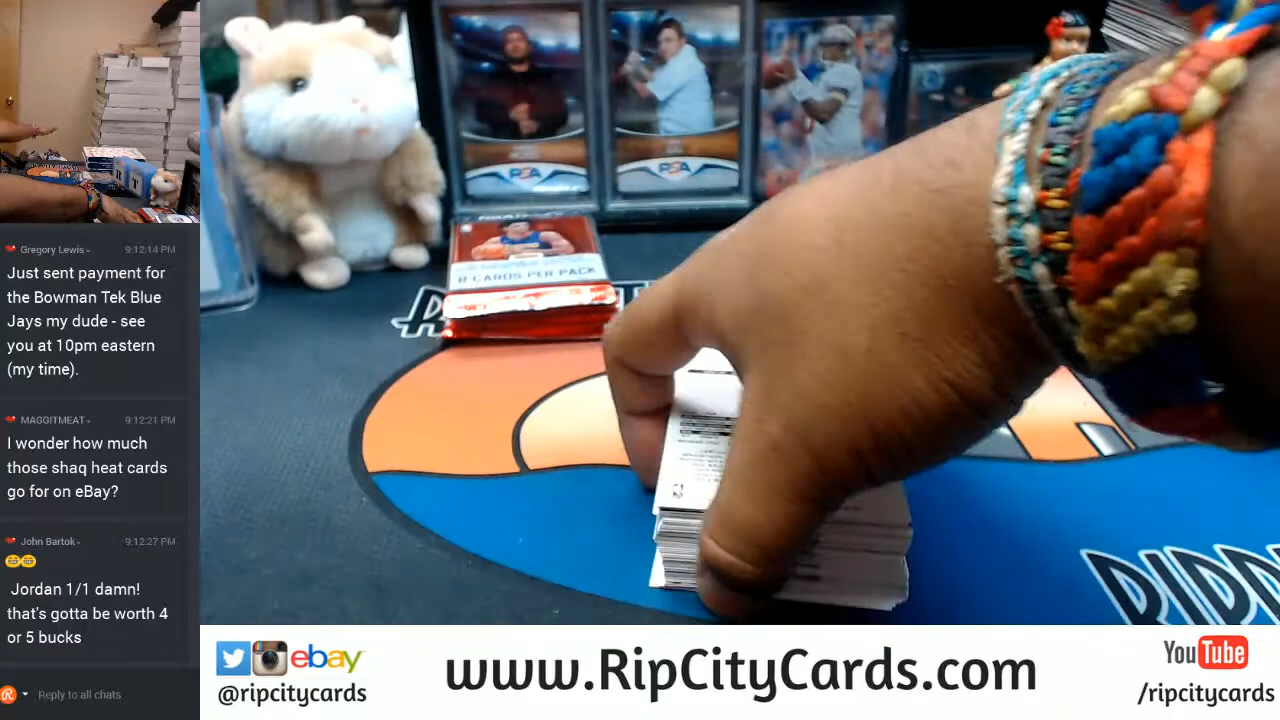 Gregory Lewis 9:12:14 PM
Just sent payment for
the Bowman Tek Blue
Jays my dude - see
you at 10pm eastern
(my time).
MAGGITMEAT 9:12:21 PM
I wonder how much
those shaq heat cards
go for on eBay?
John Bartok 9:12:27 PM
Jordan 1/1 damn!
that's gotta be worth 4
or 5 bucks
Reply to all chats
PSA
PSA
8 CARDS PER PACK
ebay
@ripcitycards
www.RipCityCards.com
YouTube
/ripcitycards